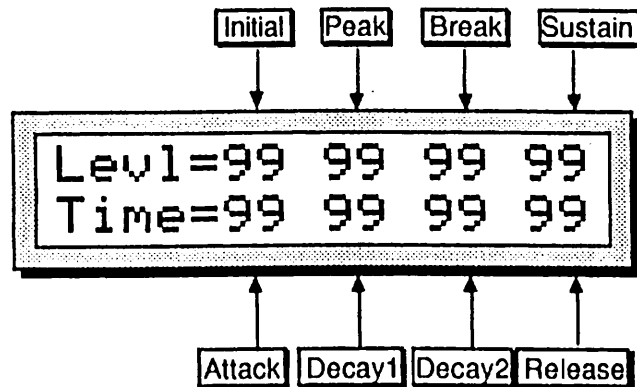 Initial Peak Break Sustain
Levl=99 99 99 99
Time=99 99 99 99
Attack Decay1 Decay2 Release